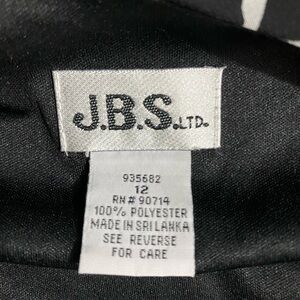 J.B.S.LTD.
935682
12
RN# 90714
100% POLYESTER
MADE IN SRI LANKA
SEE REVERSE
FOR CARE